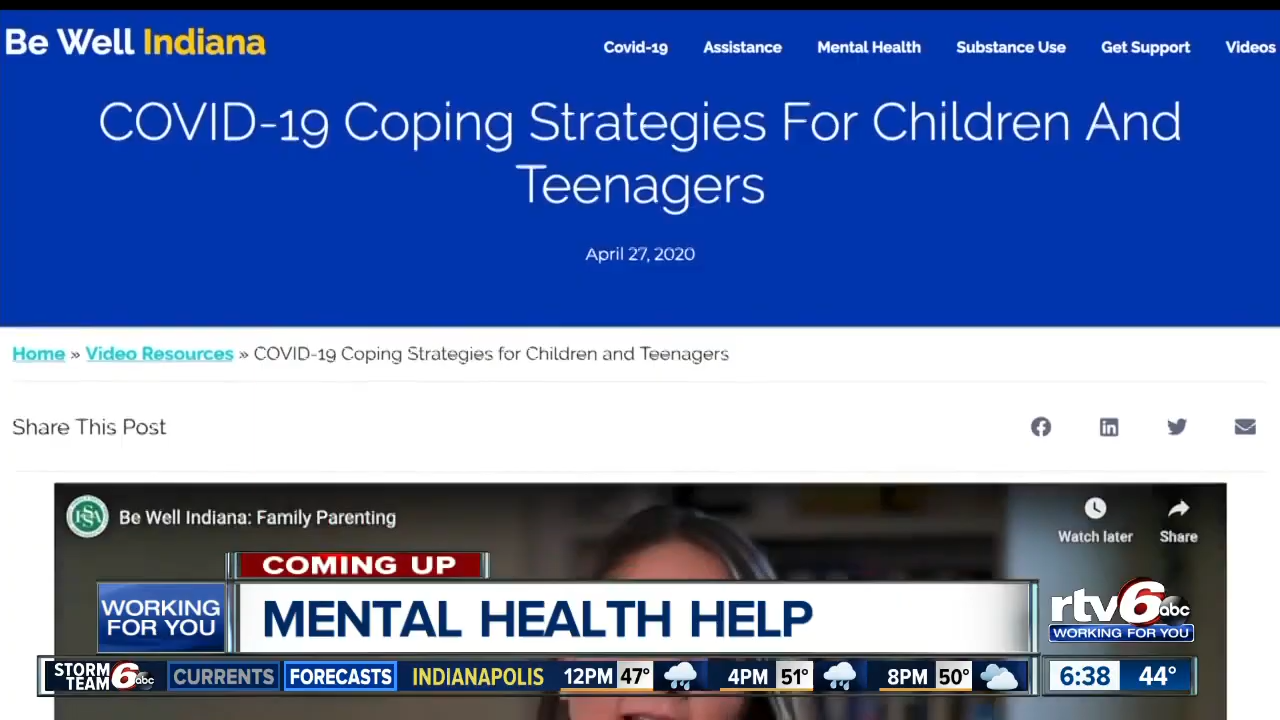 Be Well Indiana
Covid-19 Assistance Mental Health Substance Use Get Support Videos
COVID-19 Coping Strategies For Children And
Teenagers
April 27, 2020
Home » Video Resources » COVID-19 Coping Strategies for Children and Teenagers
Share This Post
Be Well Indiana: Family Parenting
Watch later
Share
COMING UP
WORKING
FOR YOU
MENTAL HEALTH HELP
rtv6 abc
WORKING FOR YOU
STORM
TEAM 6 abc
CURRENTS FORECASTS INDIANAPOLIS 12PM 47° 4PM 51° 8PM 50°
6:38 44°